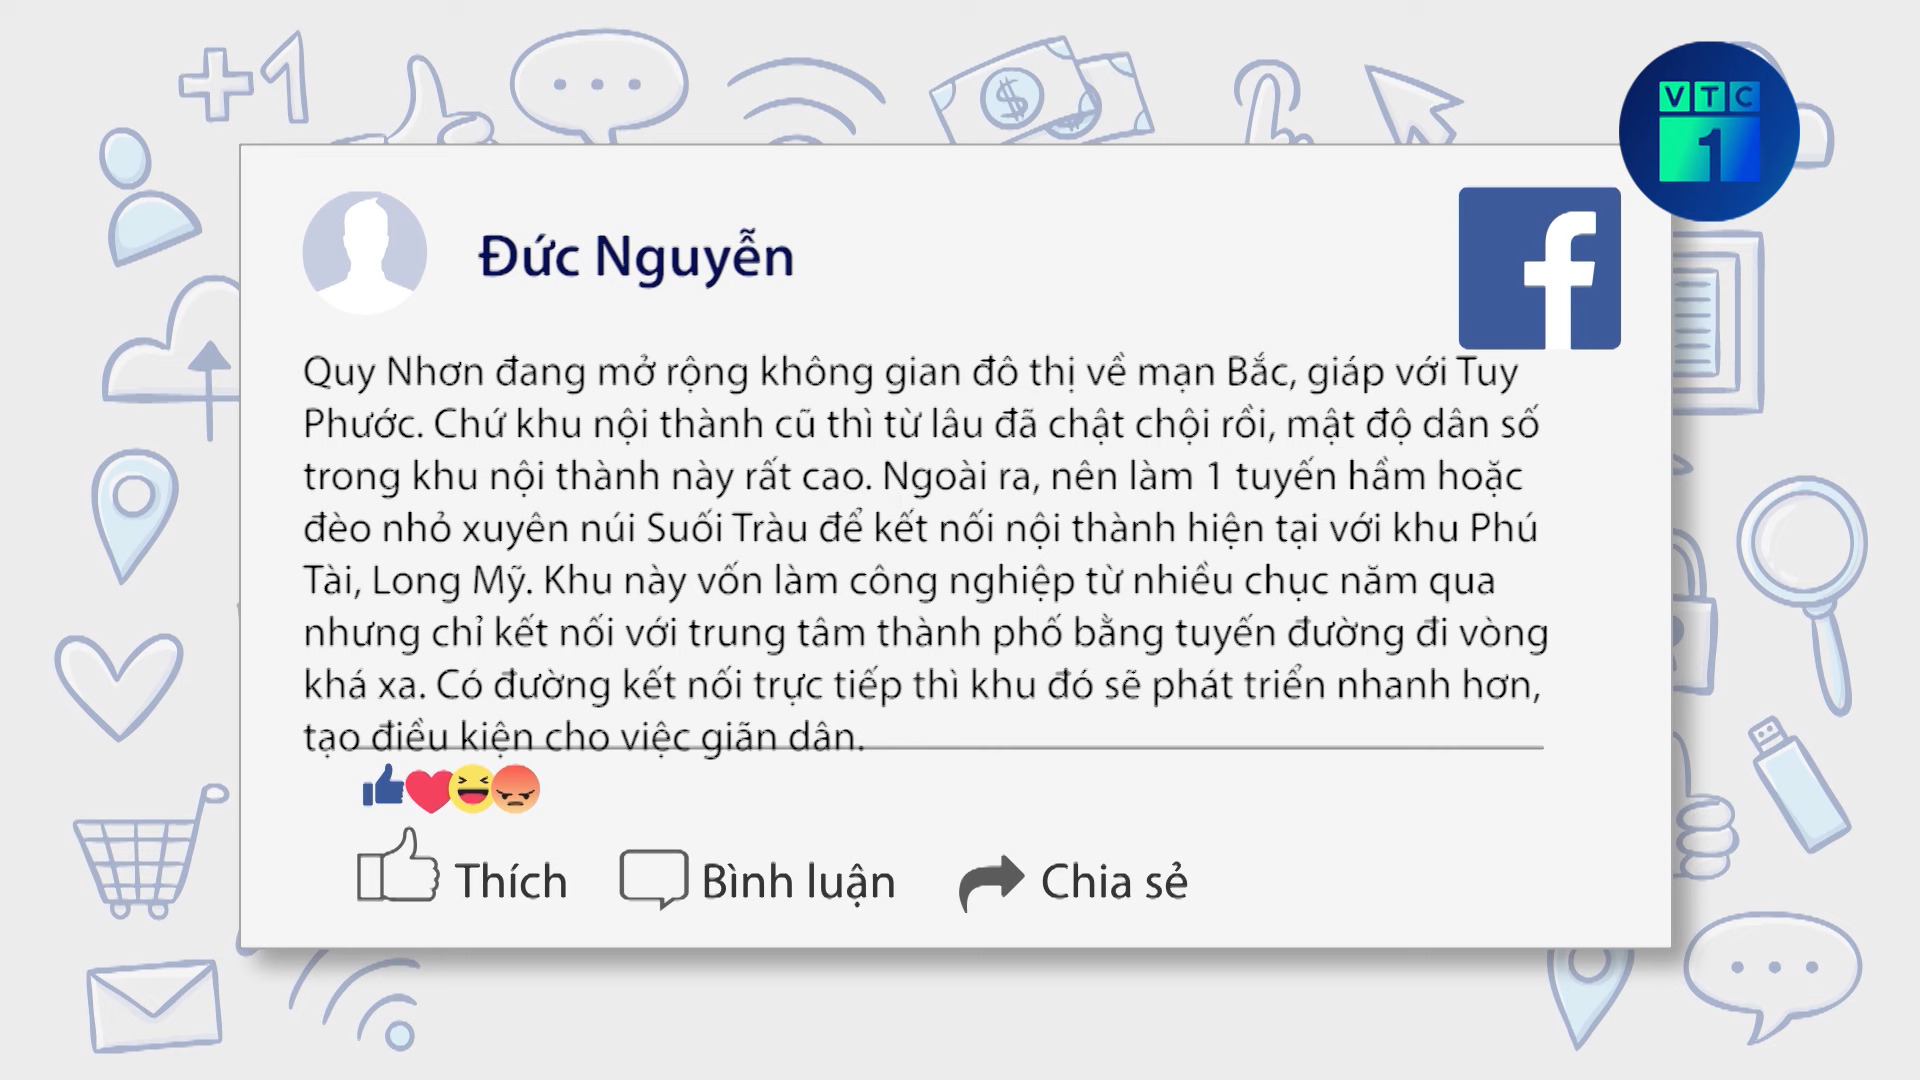 +1
VTC
1
Đức Nguyễn
Quy Nhơn đang mở rộng không gian đô thị về mạn Bắc, giáp với Tuy
Phước. Chứ khu nội thành cũ thì từ lâu đã chật chội rồi, mật độ dân số
trong khu nội thành này rất cao. Ngoài ra, nên làm 1 tuyến hầm hoặc
đèo nhỏ xuyên núi Suối Tràu để kết nối nội thành hiện tại với khu Phú
Tài, Long Mỹ. Khu này vốn làm công nghiệp từ nhiều chục năm qua
nhưng chỉ kết nối với trung tâm thành phố bằng tuyến đường đi vòng
khá xa. Có đường kết nối trực tiếp thì khu đó sẽ phát triển nhanh hơn,
tạo điều kiện cho việc giãn dân.
Thích Bình luận Chia sẻ